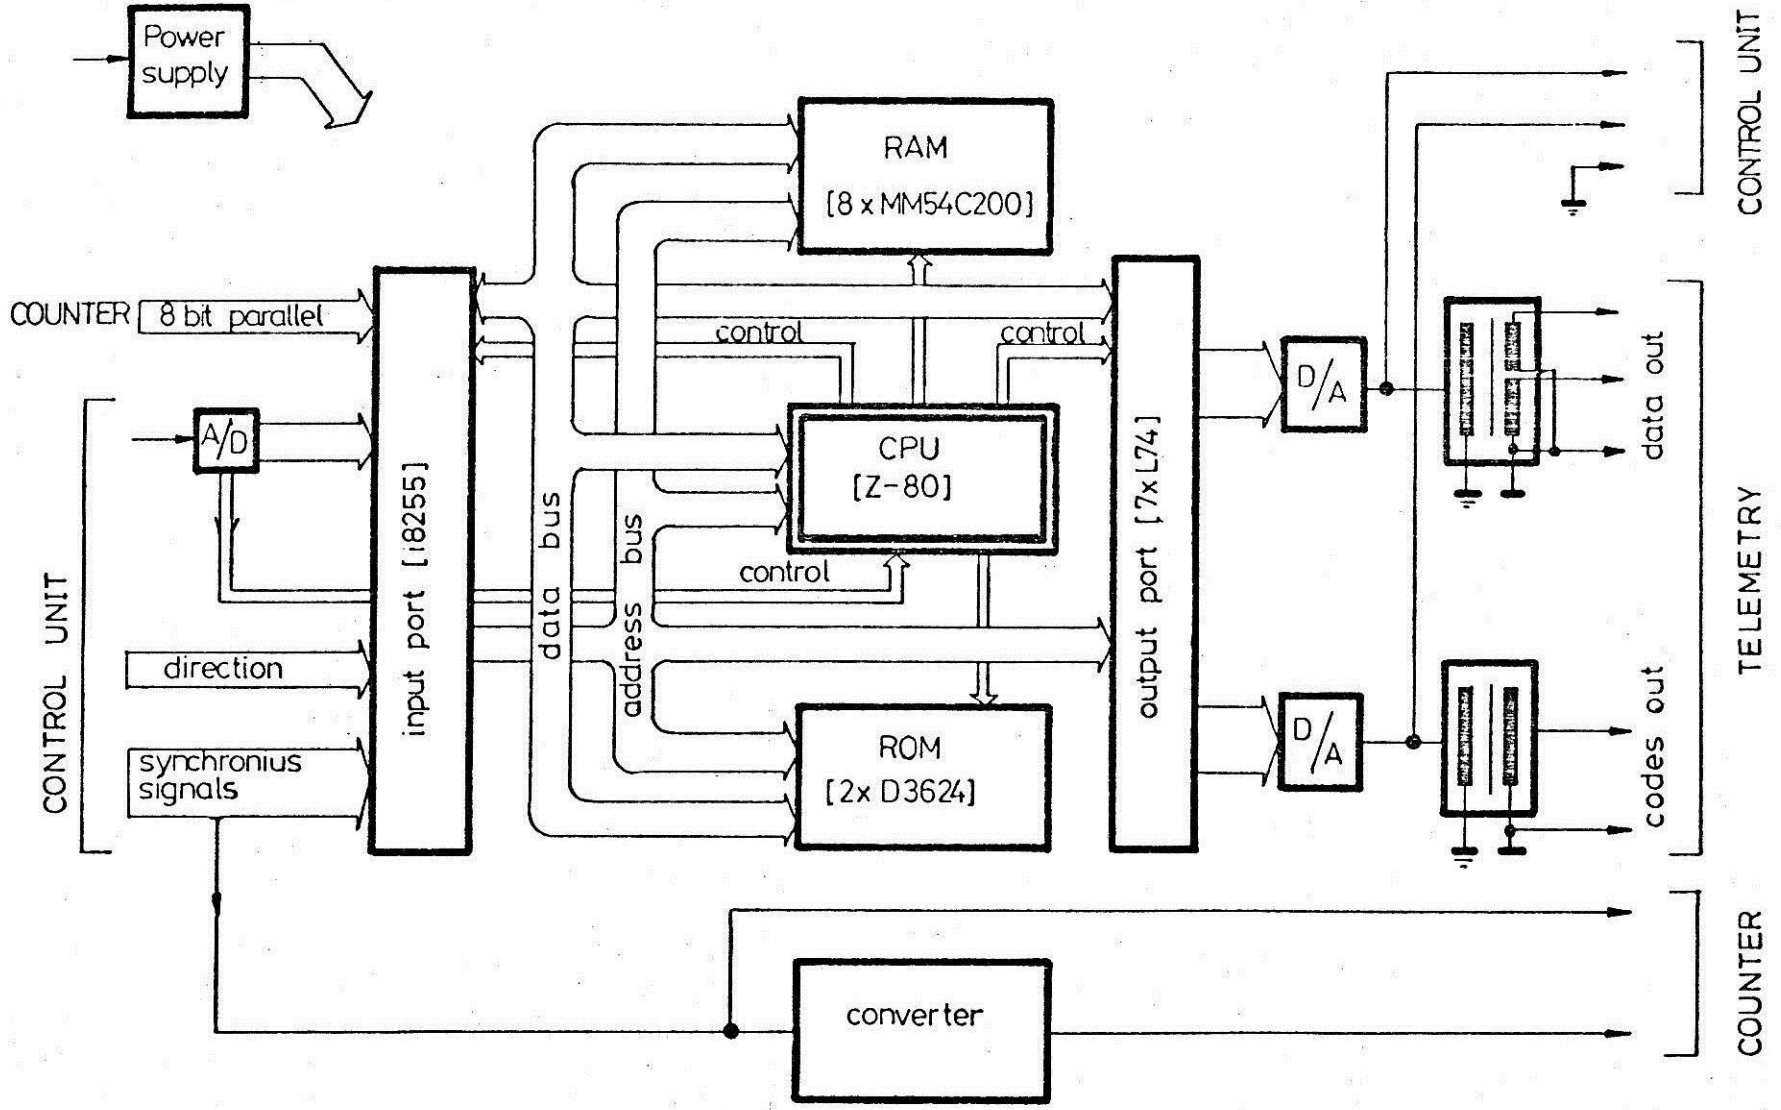 Power
supply
CONTROL UNIT
RAM
[8 x MM54C200]
COUNTER
8 bit parallel
control
control
D/A
data out
A/D
CPU
[Z-80]
input port [i8255]
data bus
address bus
output port [7xL74]
control
TELEMETRY
CONTROL UNIT
direction
synchronius
signals
ROM
[2x D3624]
D/A
codes out
converter
COUNTER